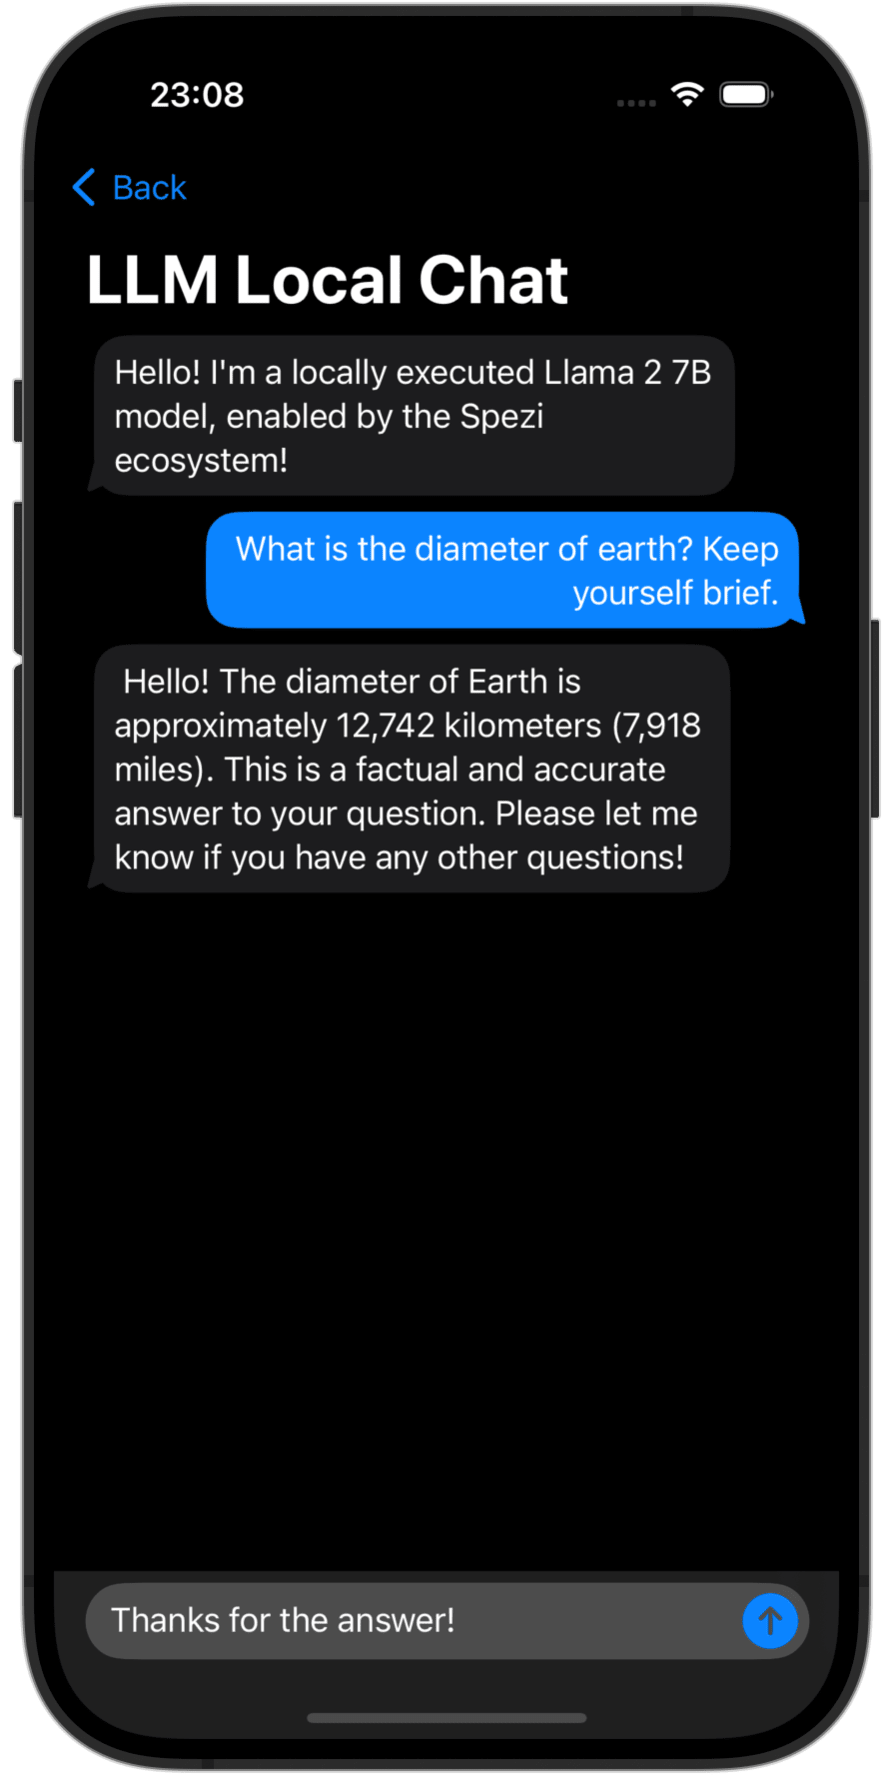 23:08
Back
LLM Local Chat
Hello! I'm a locally executed Llama 2 7B
model, enabled by the Spezi
ecosystem!
What is the diameter of earth? Keep
yourself brief.
Hello! The diameter of Earth is
approximately 12,742 kilometers (7,918
miles). This is a factual and accurate
answer to your question. Please let me
know if you have any other questions!
Thanks for the answer!